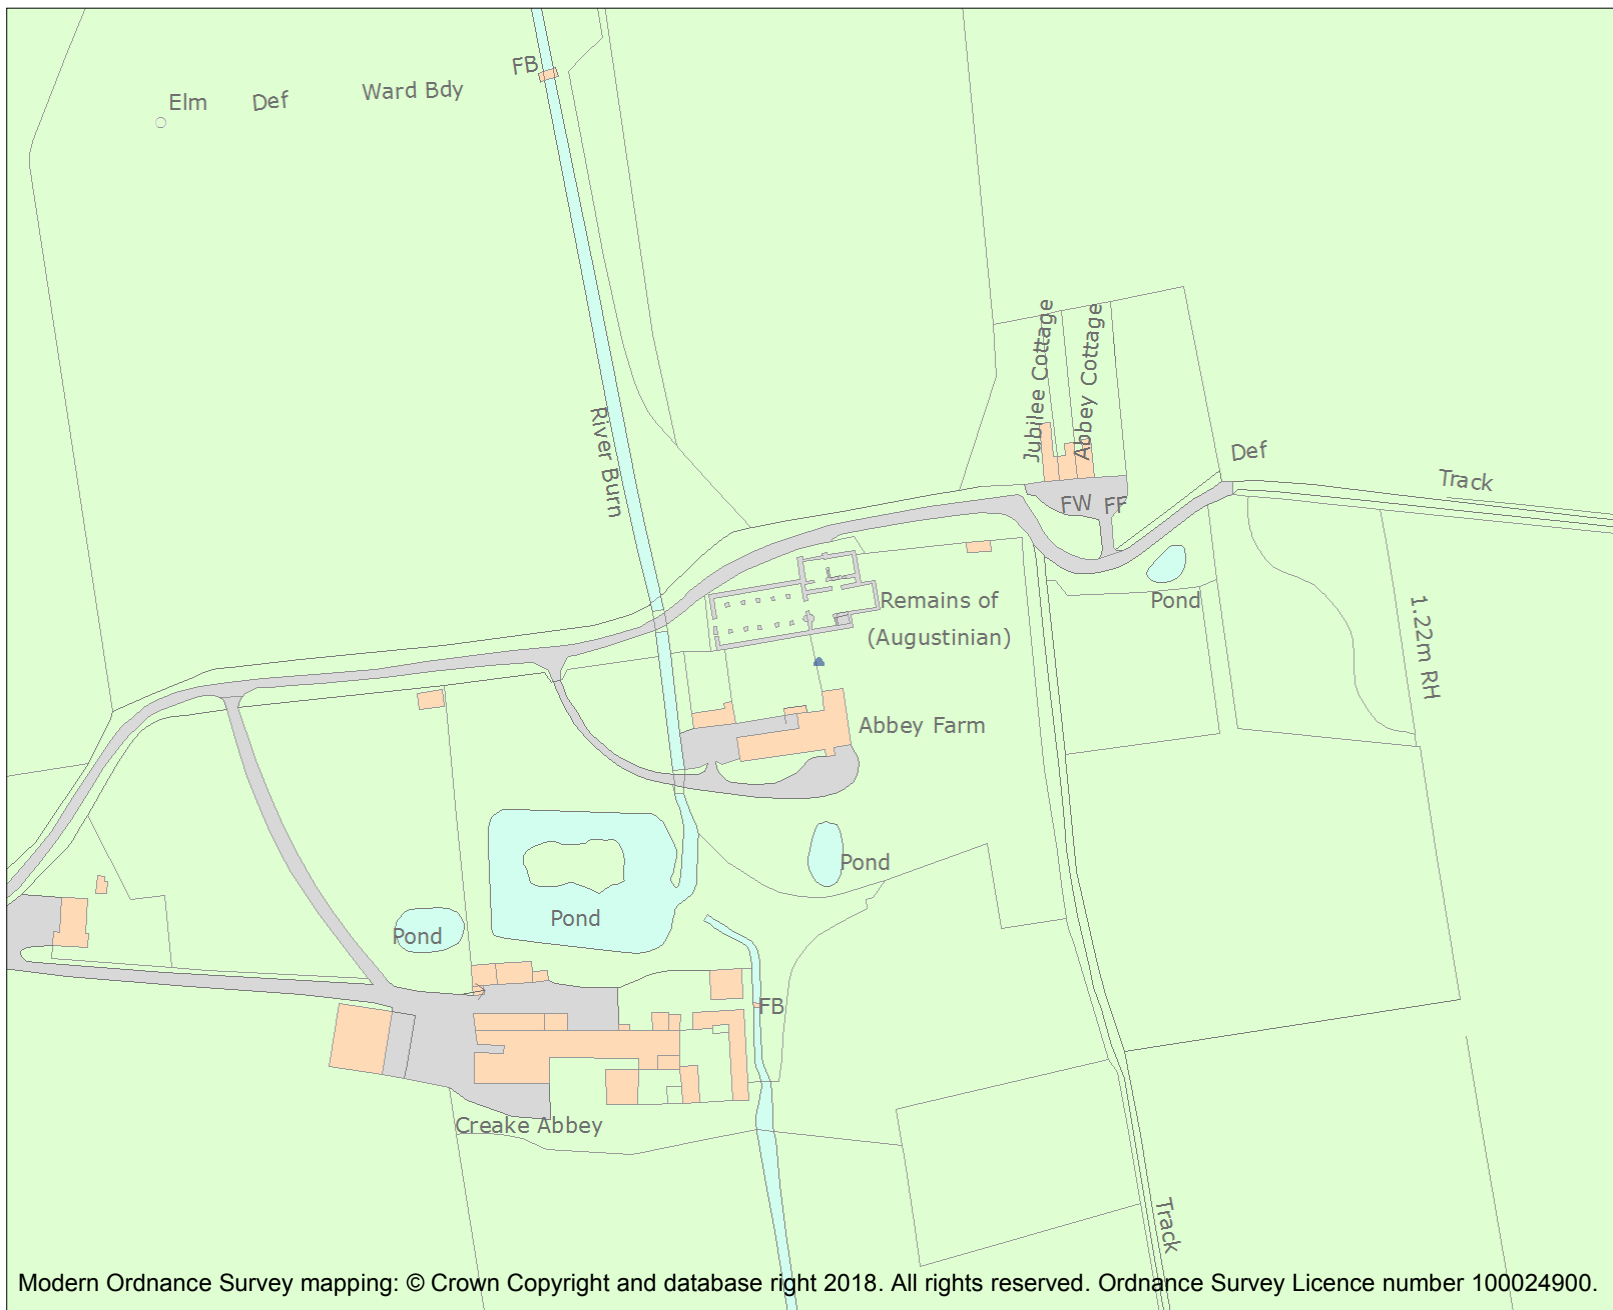 FB
Elm
Def
Ward Bdy
Jubilee Cottage
Abbey Cottage
River Burn
Def
Track
FW
FF
Remains of
(Augustinian)
Pond
1.22m RH
Abbey Farm
Pond
Pond
Pond
FB
Creake Abbey
Track
Modern Ordnance Survey mapping: © Crown Copyright and database right 2018. All rights reserved. Ordnance Survey Licence number 100024900.